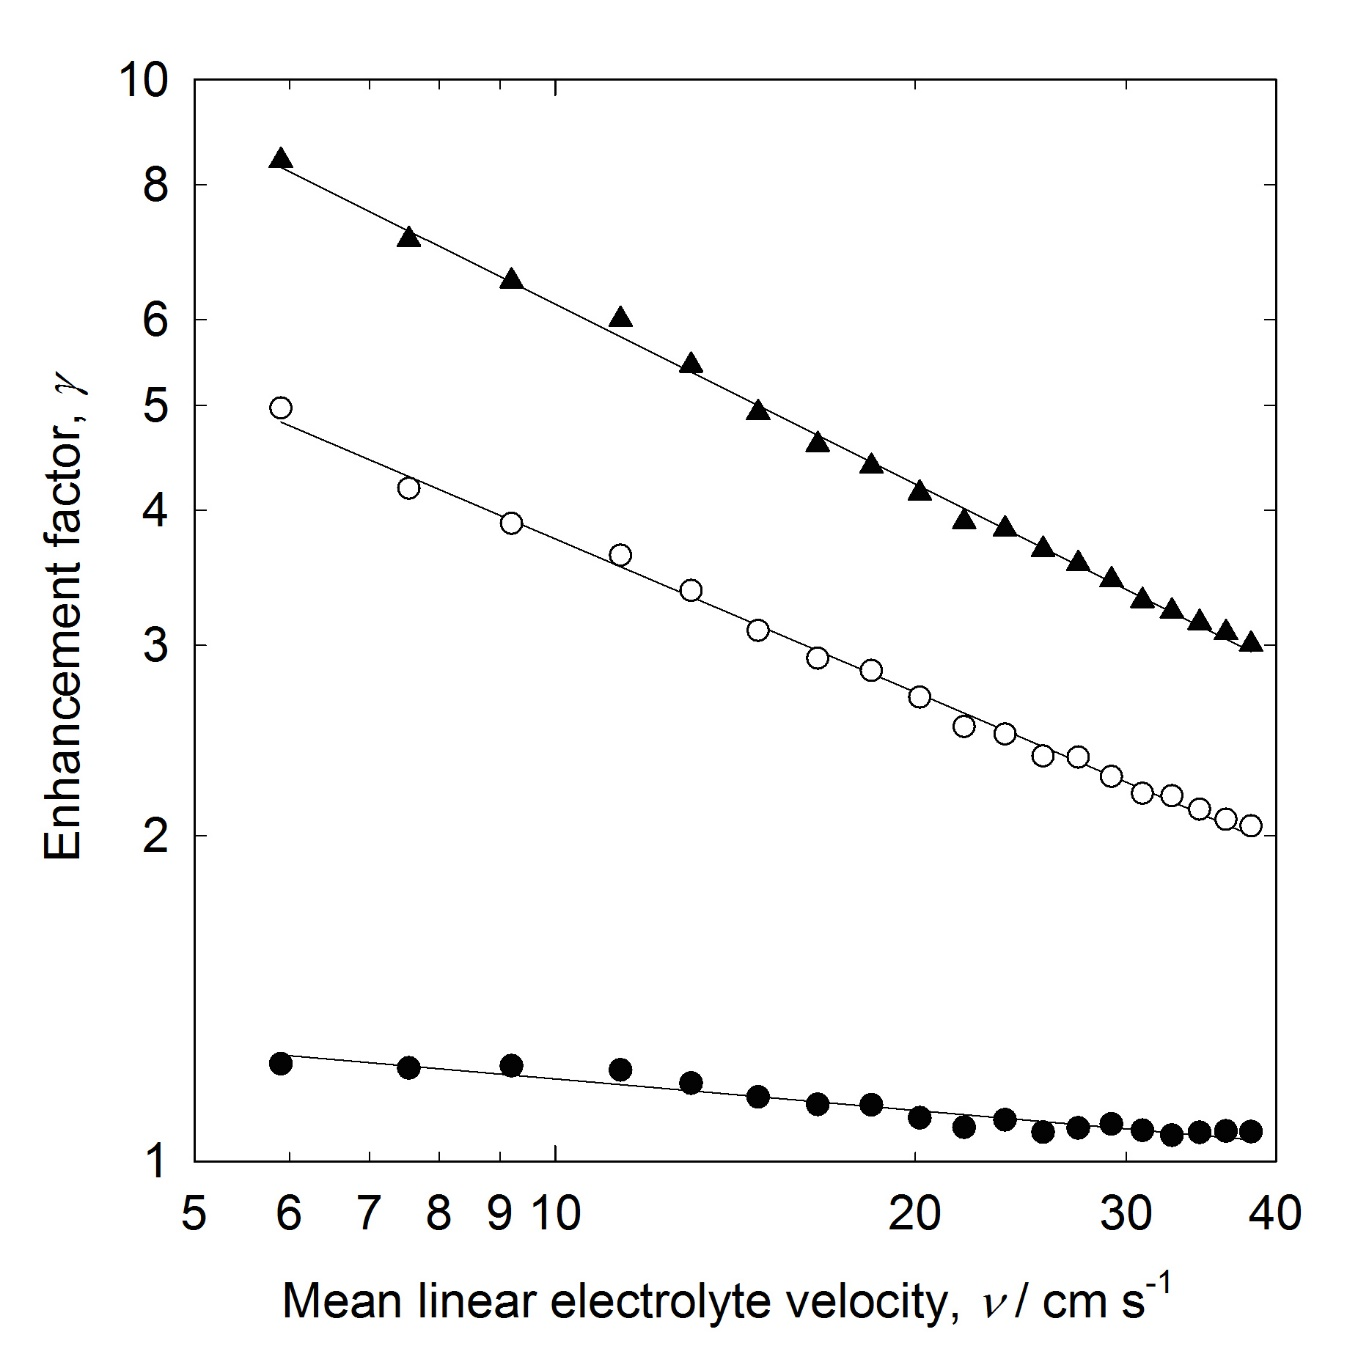 10
8
6
5
4
3
2
1
Enhancement factor, γ
5 6 7 8 9 10 20 30 40
Mean linear electrolyte velocity, ν / cm s⁻¹